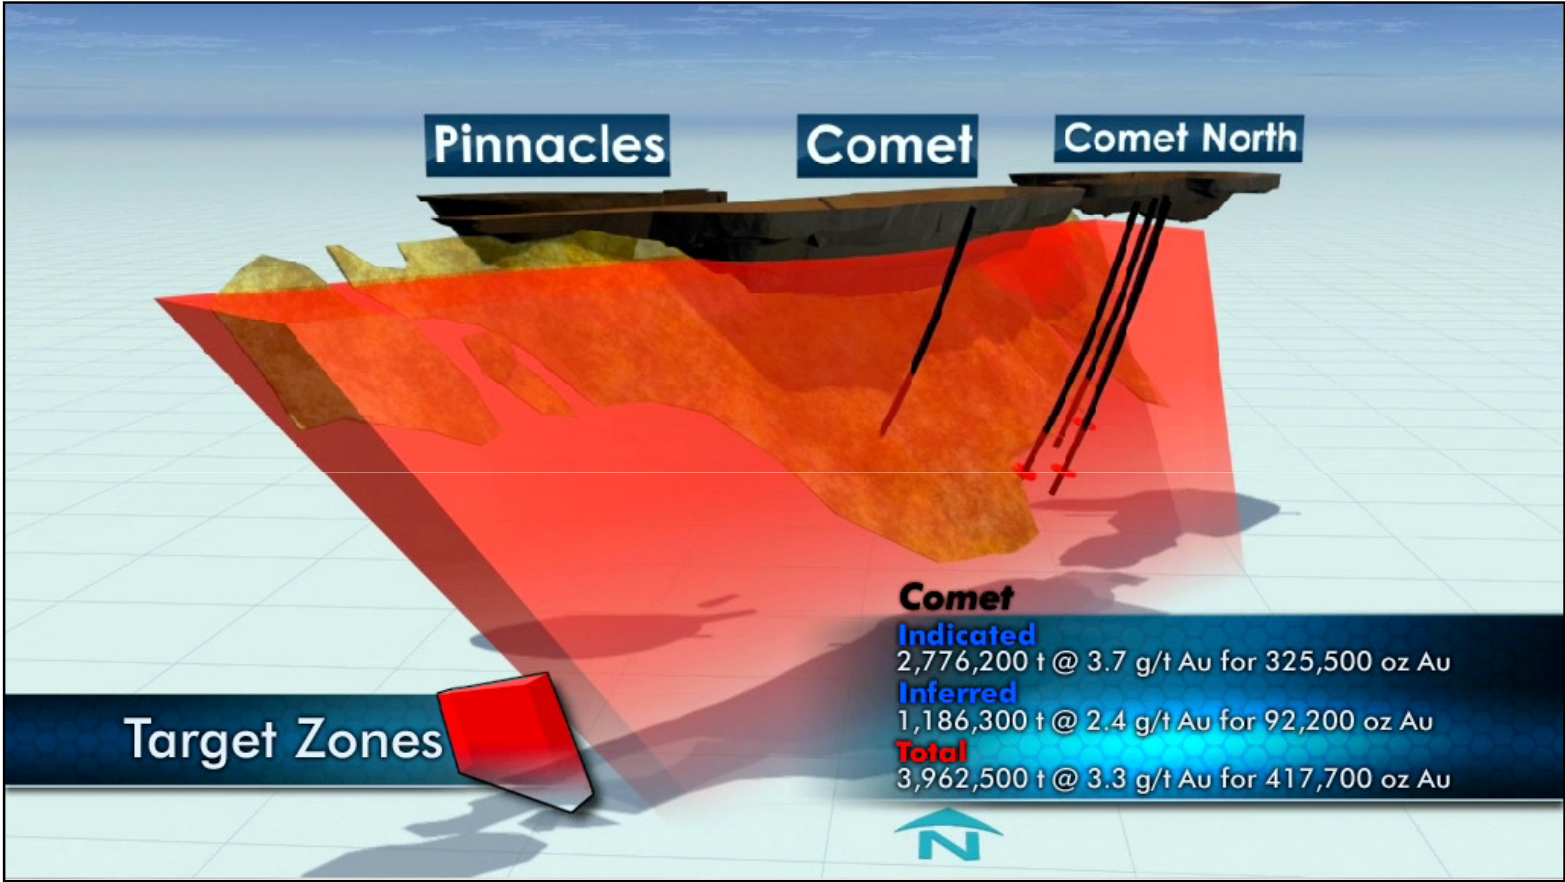 Pinnacles
Comet
Comet North
Comet
Indicated
2,776,200 t @ 3.7 g/t Au for 325,500 oz Au
Inferred
1,186,300 t @ 2.4 g/t Au for 92,200 oz Au
Total
3,962,500 t @ 3.3 g/t Au for 417,700 oz Au
Target Zones
N